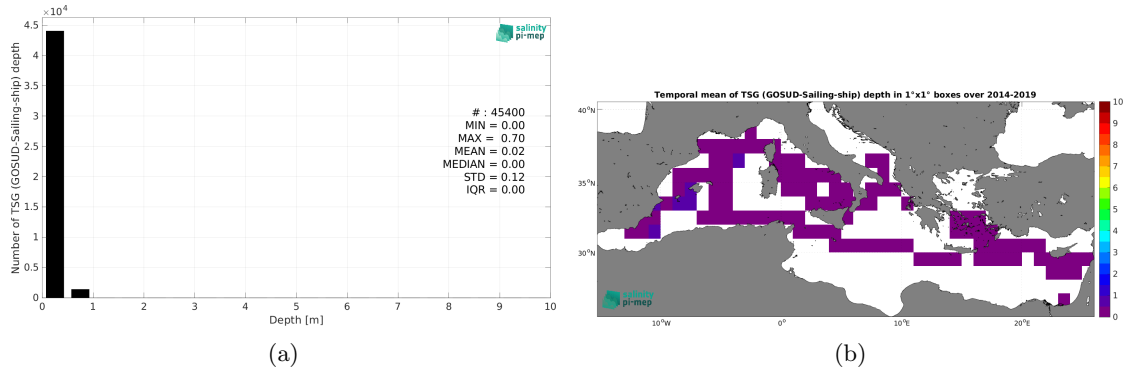 ×10⁴
4.5
4
3.5
3
2.5
2
1.5
1
0.5
0
Number of TSG (GOSUD-Sailing-ship) depth
salinity
pi-mep
# : 45400
MIN = 0.00
MAX = 0.70
MEAN = 0.02
MEDIAN = 0.00
STD = 0.12
IQR = 0.00
0 1 2 3 4 5 6 7 8 9 10
Depth [m]
(a)
Temporal mean of TSG (GOSUD-Sailing-ship) depth in 1°x1° boxes over 2014-2019
40°N
35°N
30°N
10°W 0° 10°E 20°E
salinity
pi-mep
10
9
8
7
6
5
4
3
2
1
0
(b)